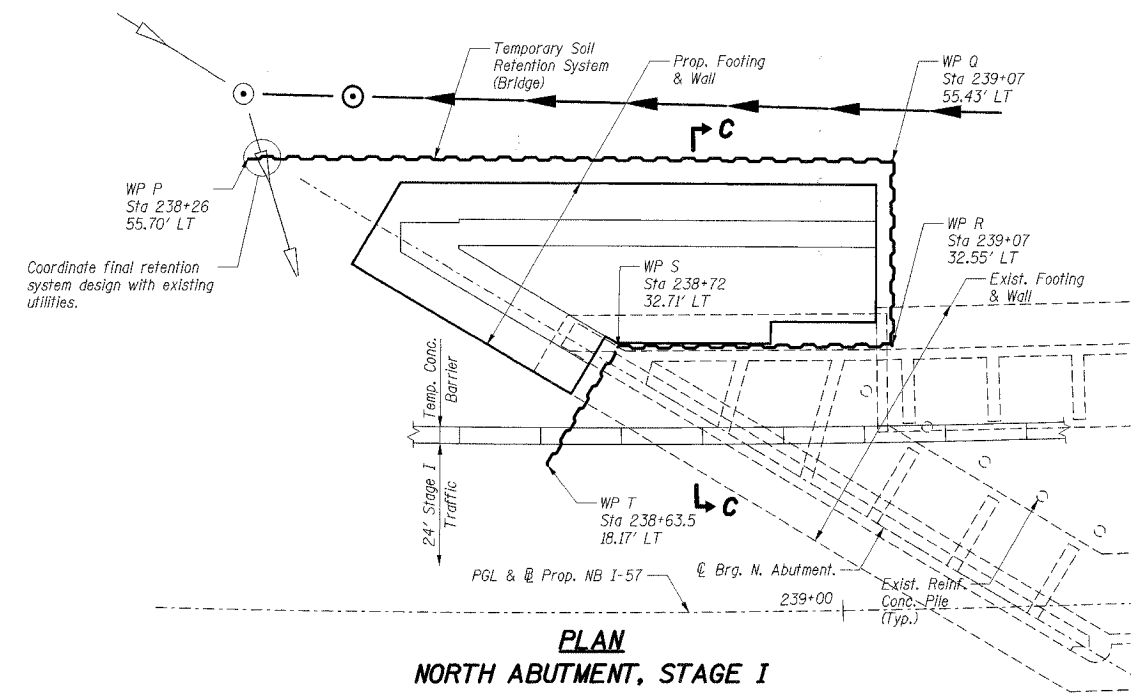 Temporary Soil
Retention System
(Bridge)
Prop. Footing
& Wall
WP Q
Sta 239+07
55.43' LT
C
WP P
Sta 238+26
55.70' LT
WP R
Sta 239+07
32.55' LT
Coordinate final retention
system design with existing
utilities.
WP S
Sta 238+72
32.71' LT
Exist. Footing
& Wall
Temp. Conc.
Barrier
24' Stage I
Traffic
WP T
Sta 238+63.5
18.17' LT
C
PGL & ℄ Prop. NB I-57
℄ Brg. N. Abutment.
Exist. Reinf.
Conc. Pile
(Typ.)
239+00
PLAN
NORTH ABUTMENT, STAGE I